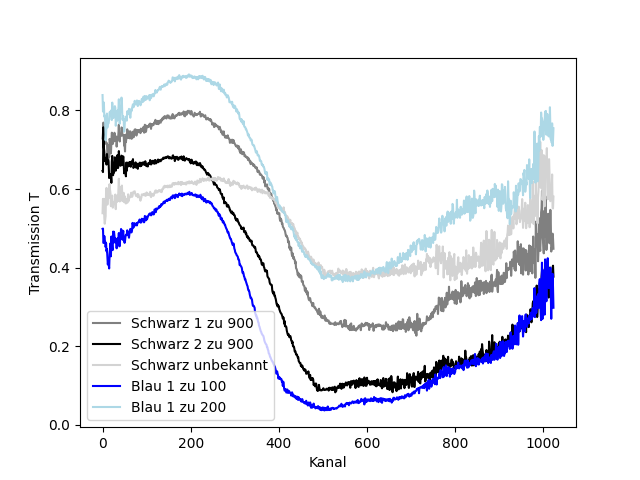 Transmission T
0.8
0.6
0.4
0.2
0.0
Schwarz 1 zu 900
Schwarz 2 zu 900
Schwarz unbekannt
Blau 1 zu 100
Blau 1 zu 200
0 200 400 600 800 1000
Kanal